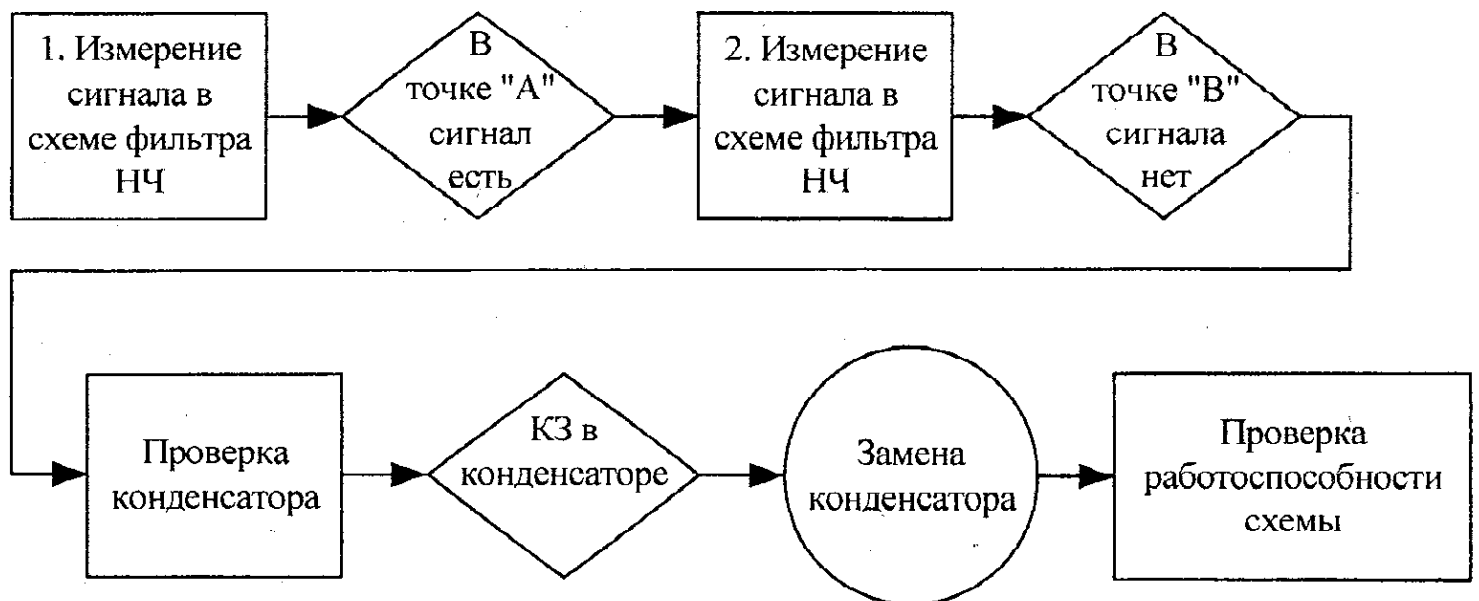 1. Измерение
сигнала в
схеме фильтра
НЧ
В
точке "А"
сигнал
есть
2. Измерение
сигнала в
схеме фильтра
НЧ
В
точке "В"
сигнала
нет
Проверка
конденсатора
КЗ в
конденсаторе
Замена
конденсатора
Проверка
работоспособности
схемы